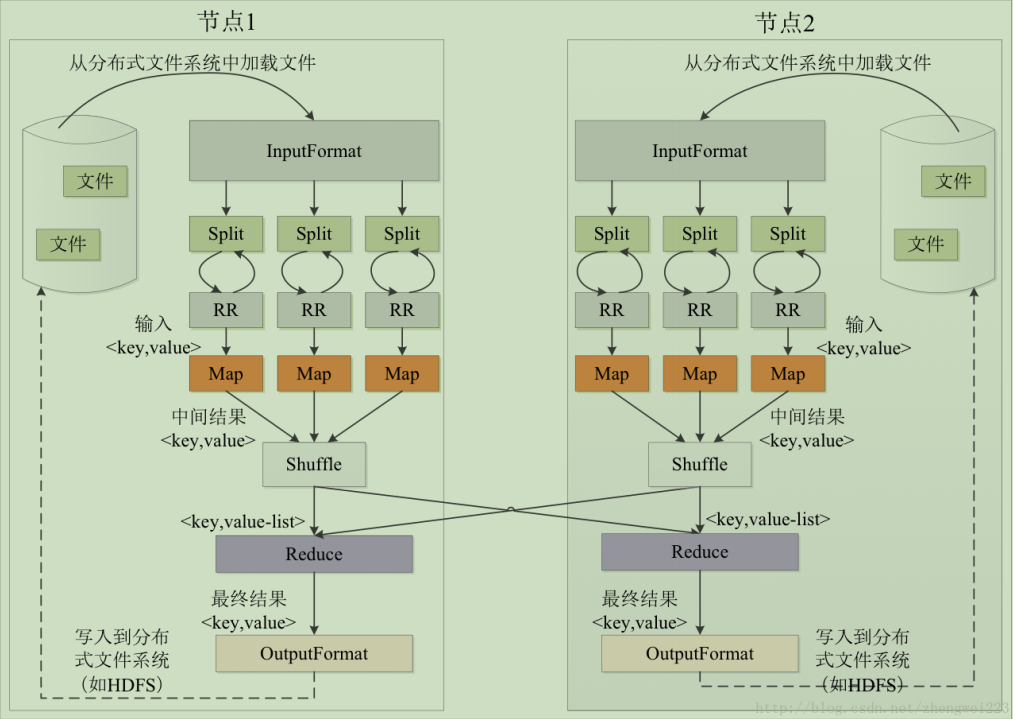 节点1
节点2
从分布式文件系统中加载文件
从分布式文件系统中加载文件
InputFormat
InputFormat
文件
文件
文件
文件
Split
Split
Split
Split
Split
Split
RR
RR
RR
RR
RR
RR
输入
<key,value>
输入
<key,value>
Map
Map
Map
Map
Map
Map
中间结果
<key,value>
中间结果
<key,value>
Shuffle
Shuffle
<key,value-list>
<key,value-list>
Reduce
Reduce
最终结果
<key,value>
最终结果
<key,value>
OutputFormat
OutputFormat
写入到分布
式文件系统
（如HDFS）
写入到分布
式文件系统
（如HDFS）
http://blog.csdn.net/zhongwei223